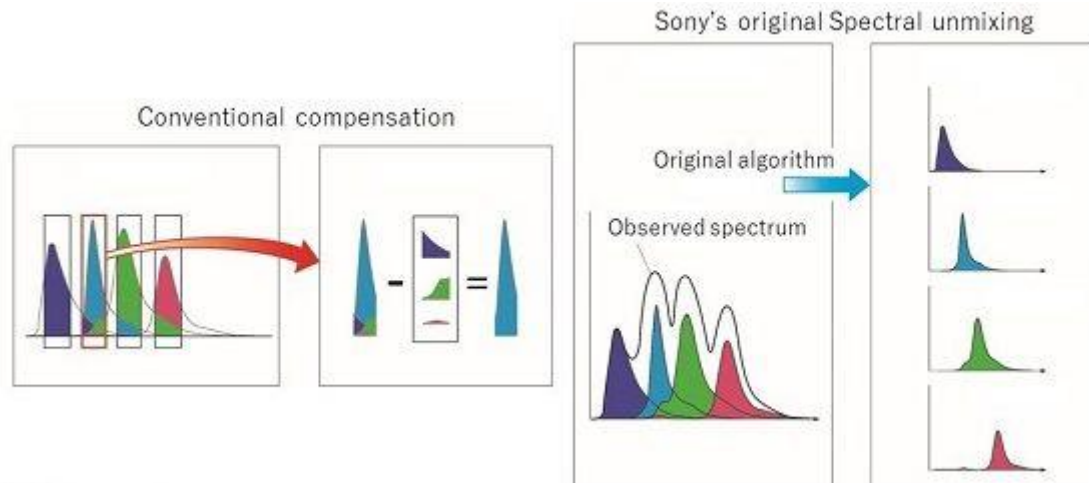 Sony's original Spectral unmixing
Conventional compensation
Original algorithm
Observed spectrum
- =